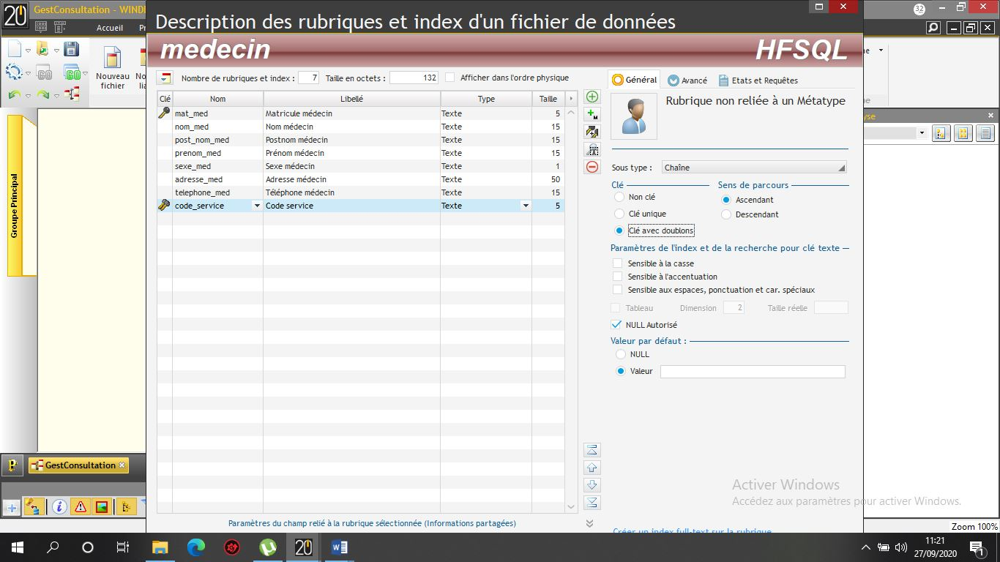 GestConsultation - WIND
Description des rubriques et index d'un fichier de données
32
Accueil
medecin
HFSQL
Nouveau
fichier
Nombre de rubriques et index : 7 Taille en octets : 132 Afficher dans l'ordre physique
Clé Nom Libellé Type Taille
mat_med Matricule médecin Texte 5
nom_med Nom médecin Texte 15
post_nom_med Postnom médecin Texte 15
prenom_med Prénom médecin Texte 15
sexe_med Sexe médecin Texte 1
adresse_med Adresse médecin Texte 50
telephone_med Téléphone médecin Texte 15
code_service Code service Texte 5
Paramètres du champ relié à la rubrique sélectionnée (Informations partagées)
Général Avancé Etats et Requêtes
Rubrique non reliée à un Métatype
Sous type : Chaîne
Clé Sens de parcours
Non clé Ascendant
Clé unique Descendant
Clé avec doublons
Paramètres de l'index et de la recherche pour clé texte
Sensible à la casse
Sensible à l'accentuation
Sensible aux espaces, ponctuation et car. spéciaux
Tableau Dimension 2 Taille réelle
NULL Autorisé
Valeur par défaut :
NULL
Valeur
Créer un index full-text sur la rubrique
Groupe Principal
GestConsultation
Activer Windows
Accédez aux paramètres pour activer Windows.
Zoom 100%
20
11:21
27/09/2020
1